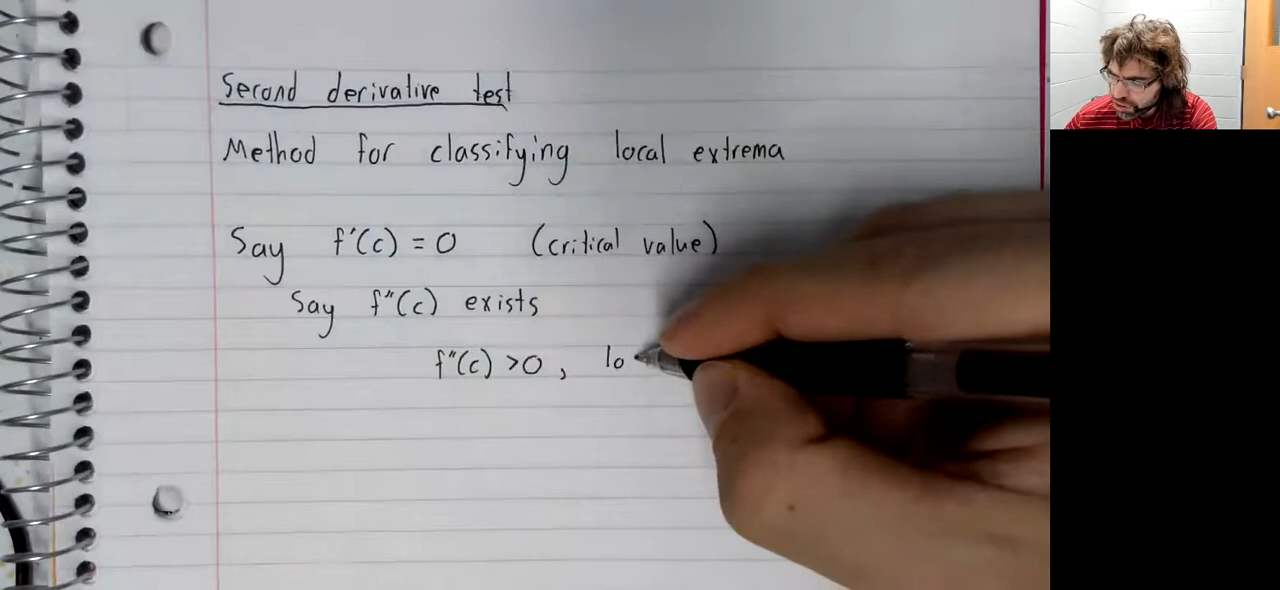 Second derivative test
Method for classifying local extrema
Say f'(c) = 0 (critical value)
Say f"(c) exists
f"(c) >0 , lo